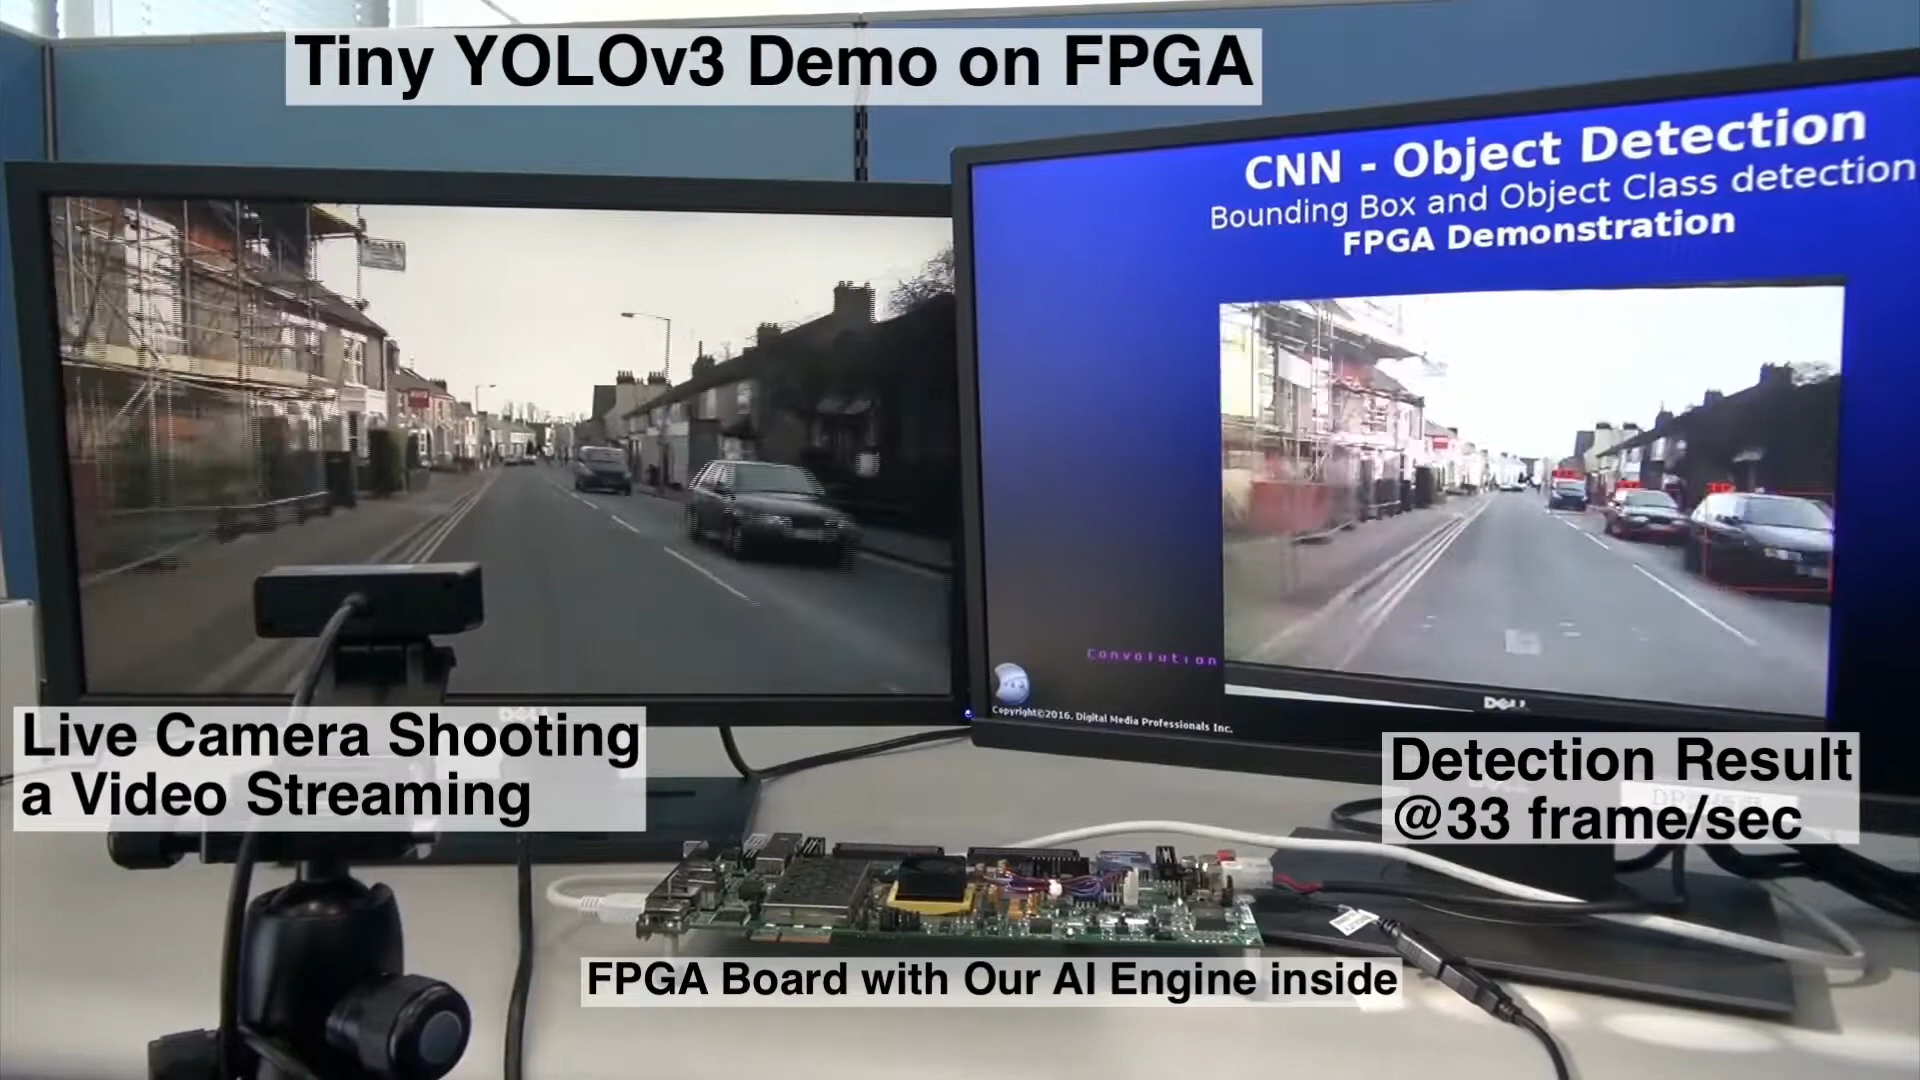 Tiny YOLOv3 Demo on FPGA
CNN - Object Detection
Bounding Box and Object Class detection
FPGA Demonstration
Convolution
Copyright©2016. Digital Media Professionals Inc.
DELL
DELL
Live Camera Shooting
a Video Streaming
Detection Result
@33 frame/sec
FPGA Board with Our AI Engine inside